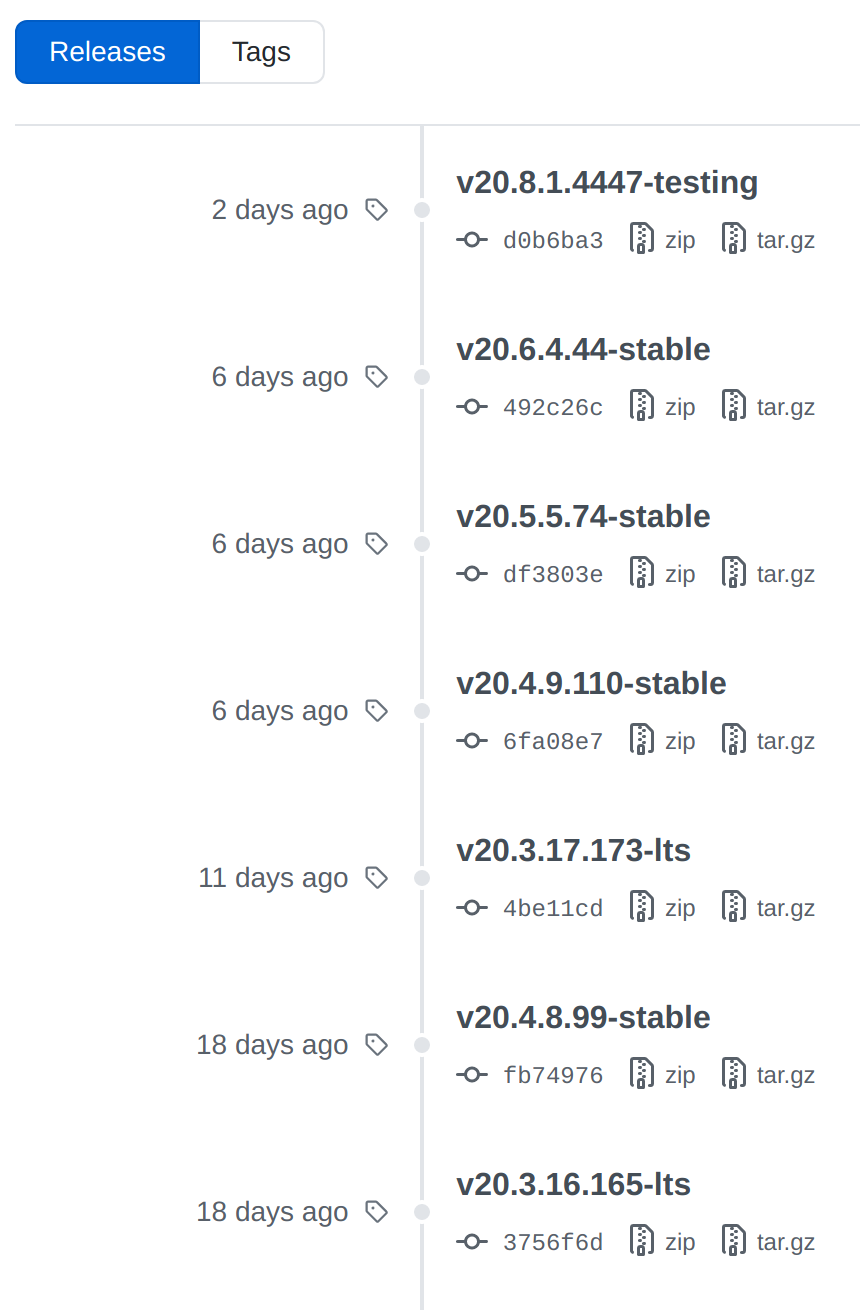 Releases Tags
2 days ago v20.8.1.4447-testing
d0b6ba3 zip tar.gz
6 days ago v20.6.4.44-stable
492c26c zip tar.gz
6 days ago v20.5.5.74-stable
df3803e zip tar.gz
6 days ago v20.4.9.110-stable
6fa08e7 zip tar.gz
11 days ago v20.3.17.173-lts
4be11cd zip tar.gz
18 days ago v20.4.8.99-stable
fb74976 zip tar.gz
18 days ago v20.3.16.165-lts
3756f6d zip tar.gz